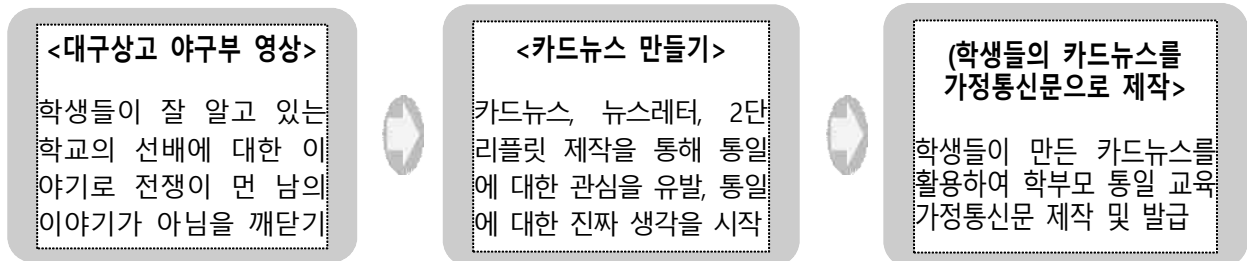 <대구상고 야구부 영상>
학생들이 잘 알고 있는
학교의 선배에 대한 이
야기로 전쟁이 먼 남의
이야기가 아님을 깨닫기
<카드뉴스 만들기>
카드뉴스, 뉴스레터, 2단
리플릿 제작을 통해 통일
에 대한 관심을 유발, 통일
에 대한 진짜 생각을 시작
(학생들의 카드뉴스를
가정통신문으로 제작>
학생들이 만든 카드뉴스를
활용하여 학부모 통일 교육
가정통신문 제작 및 발급